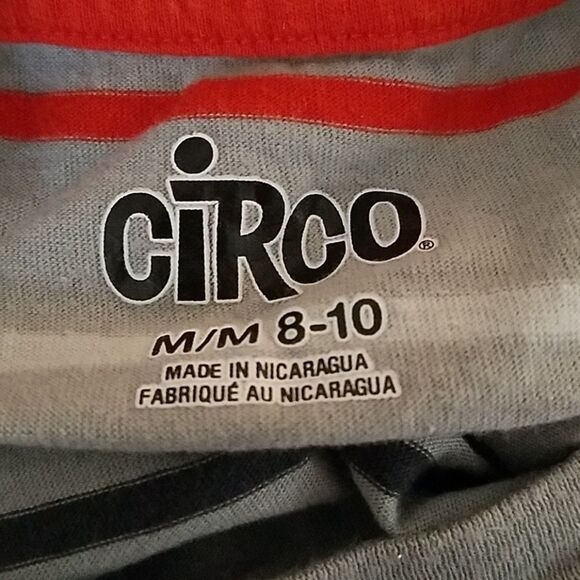 CiRCO®
M/M 8-10
MADE IN NICARAGUA
FABRIQUÉ AU NICARAGUA